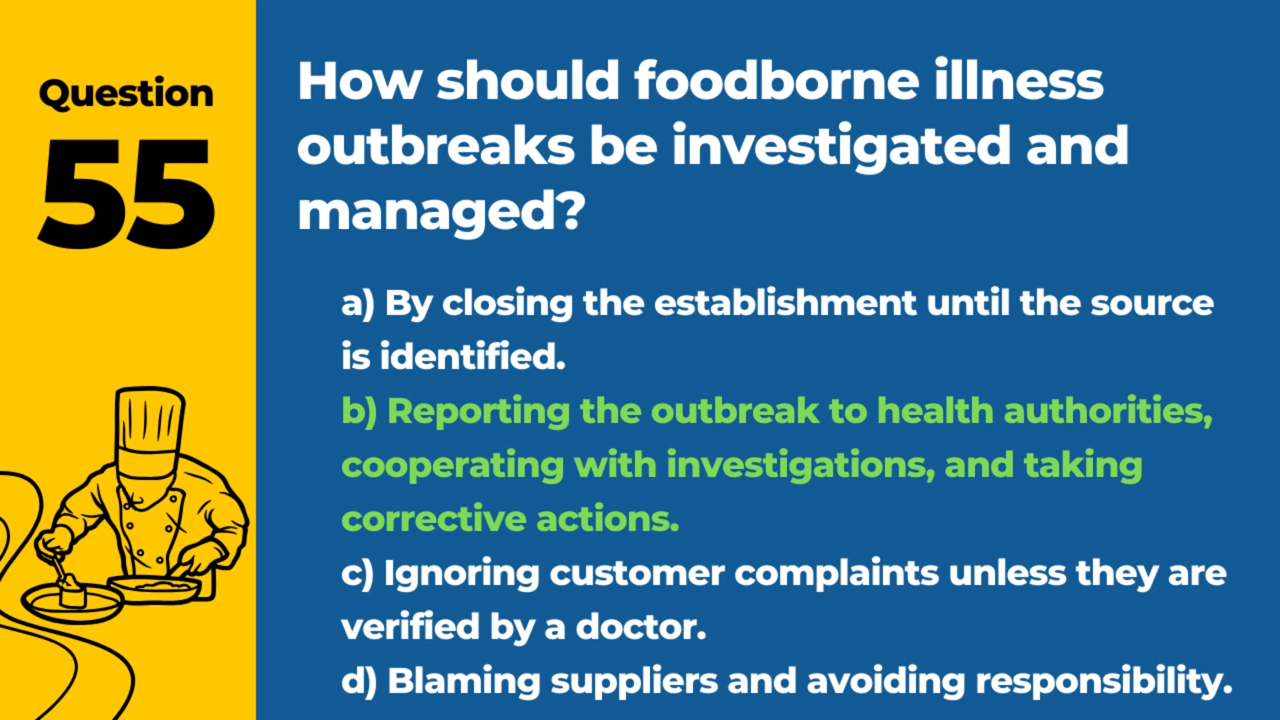 Question
55
How should foodborne illness
outbreaks be investigated and
managed?
a) By closing the establishment until the source
is identified.
b) Reporting the outbreak to health authorities,
cooperating with investigations, and taking
corrective actions.
c) Ignoring customer complaints unless they are
verified by a doctor.
d) Blaming suppliers and avoiding responsibility.